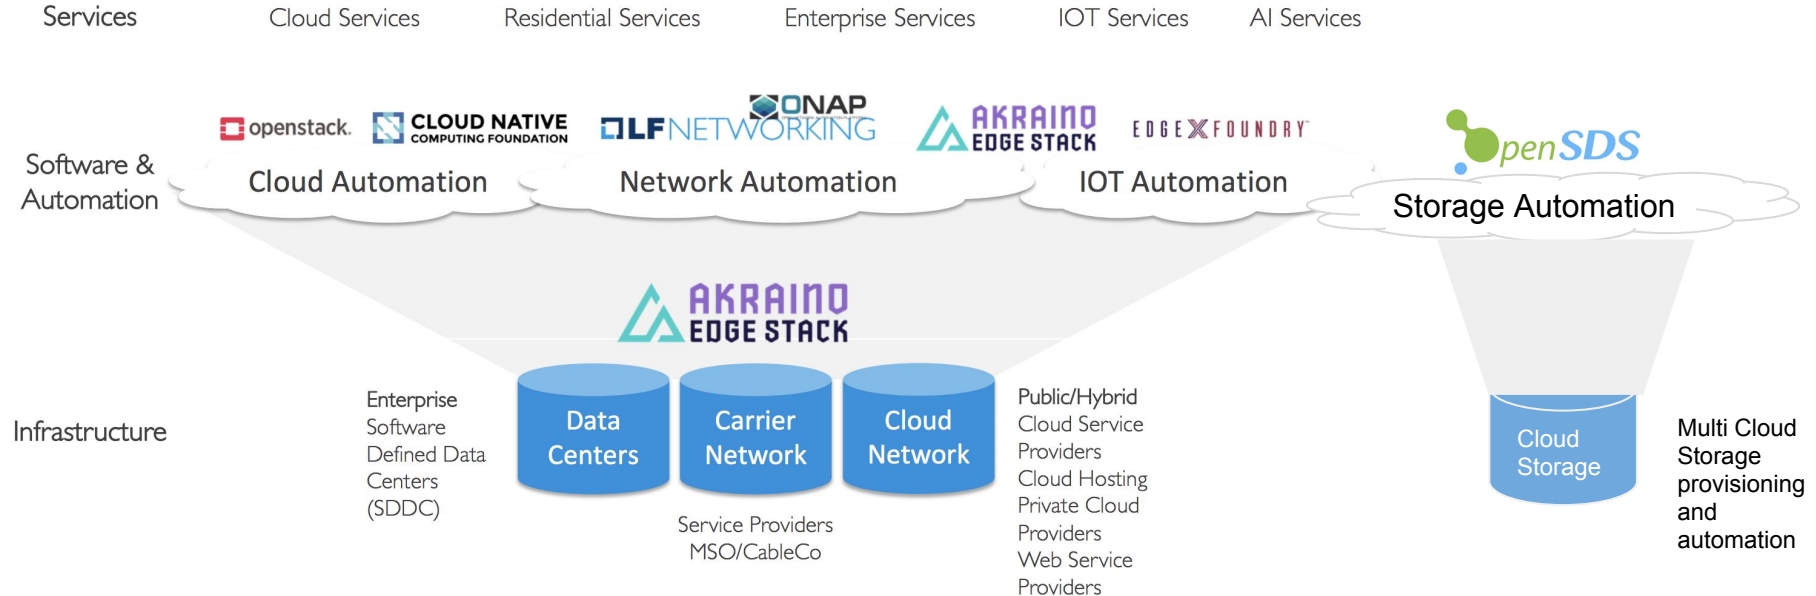 Services
Cloud Services
Residential Services
Enterprise Services
IOT Services
AI Services
openstack.
CLOUD NATIVE
COMPUTING FOUNDATION
LFNETWORKING
ONAP
AKRAINO
EDGE STACK
EDGE X FOUNDRY
OpenSDS
Software &
Automation
Cloud Automation
Network Automation
IOT Automation
Storage Automation
AKRAINO
EDGE STACK
Infrastructure
Enterprise
Software
Defined Data
Centers
(SDDC)
Data
Centers
Carrier
Network
Cloud
Network
Service Providers
MSO/CableCo
Public/Hybrid
Cloud Service
Providers
Cloud Hosting
Private Cloud
Providers
Web Service
Providers
Cloud
Storage
Multi Cloud
Storage
provisioning
and
automation